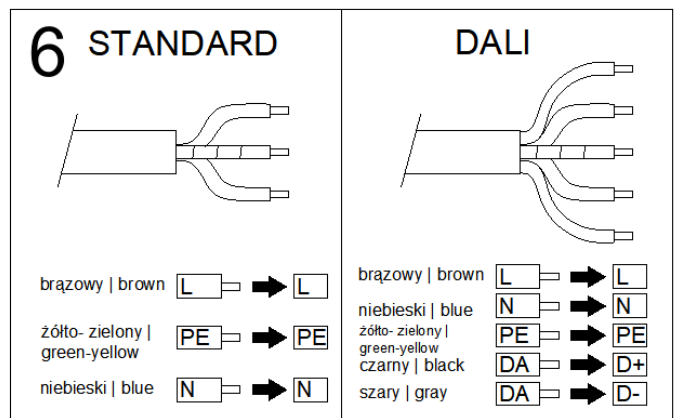 6 STANDARD
brązowy | brown L L
żółto- zielony |
green-yellow PE PE
niebieski | blue N N
DALI
brązowy | brown L L
niebieski | blue N N
żółto- zielony |
green-yellow PE PE
czarny | black DA D+
szary | gray DA D-